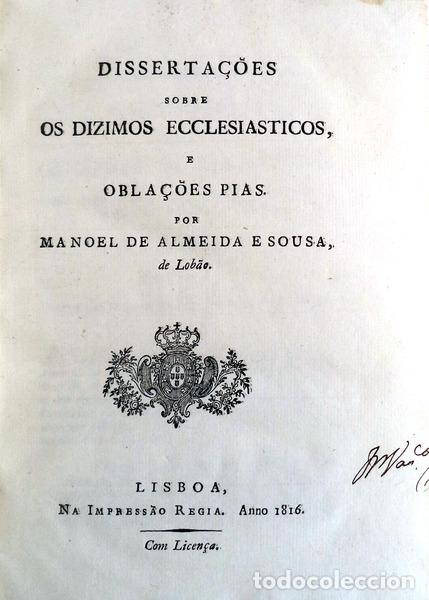 DISSERTAÇÕES
SOBRE
OS DIZIMOS ECCLESIASTICOS,
E
OBLAÇÕES PIAS.
POR
MANOEL DE ALMEIDA E SOUSA,
de Lobão.
LISBOA,
NA IMPRESSÃO REGIA. Anno 1816.
Com Licença.
todocoleccion